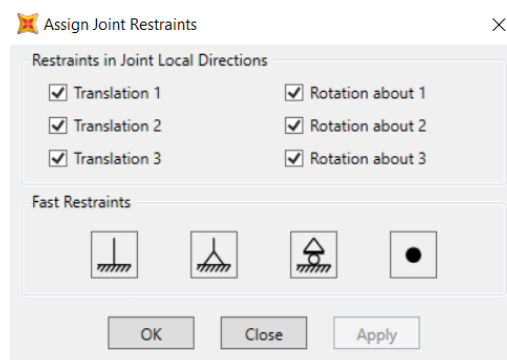 Assign Joint Restraints
Restraints in Joint Local Directions
Translation 1 Rotation about 1
Translation 2 Rotation about 2
Translation 3 Rotation about 3
Fast Restraints
OK Close Apply